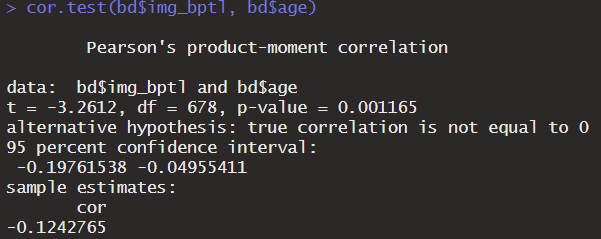 > cor.test(bd$img_bptl, bd$age)
Pearson's product-moment correlation
data:  bd$img_bptl and bd$age
t = -3.2612, df = 678, p-value = 0.001165
alternative hypothesis: true correlation is not equal to 0
95 percent confidence interval:
 -0.19761538 -0.04955411
sample estimates:
cor
-0.1242765